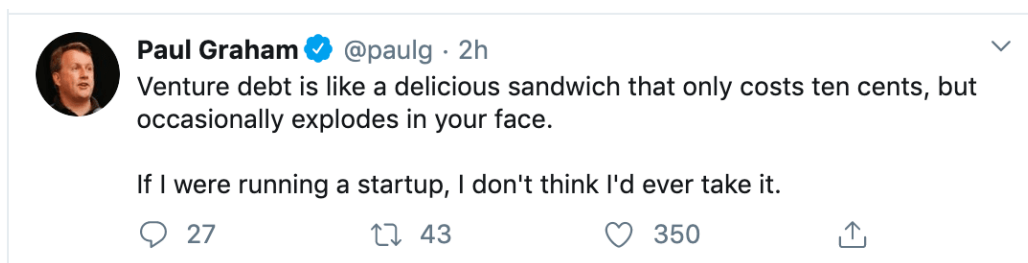 Paul Graham @paulg · 2h
Venture debt is like a delicious sandwich that only costs ten cents, but
occasionally explodes in your face.
If I were running a startup, I don't think I'd ever take it.
27 43 350